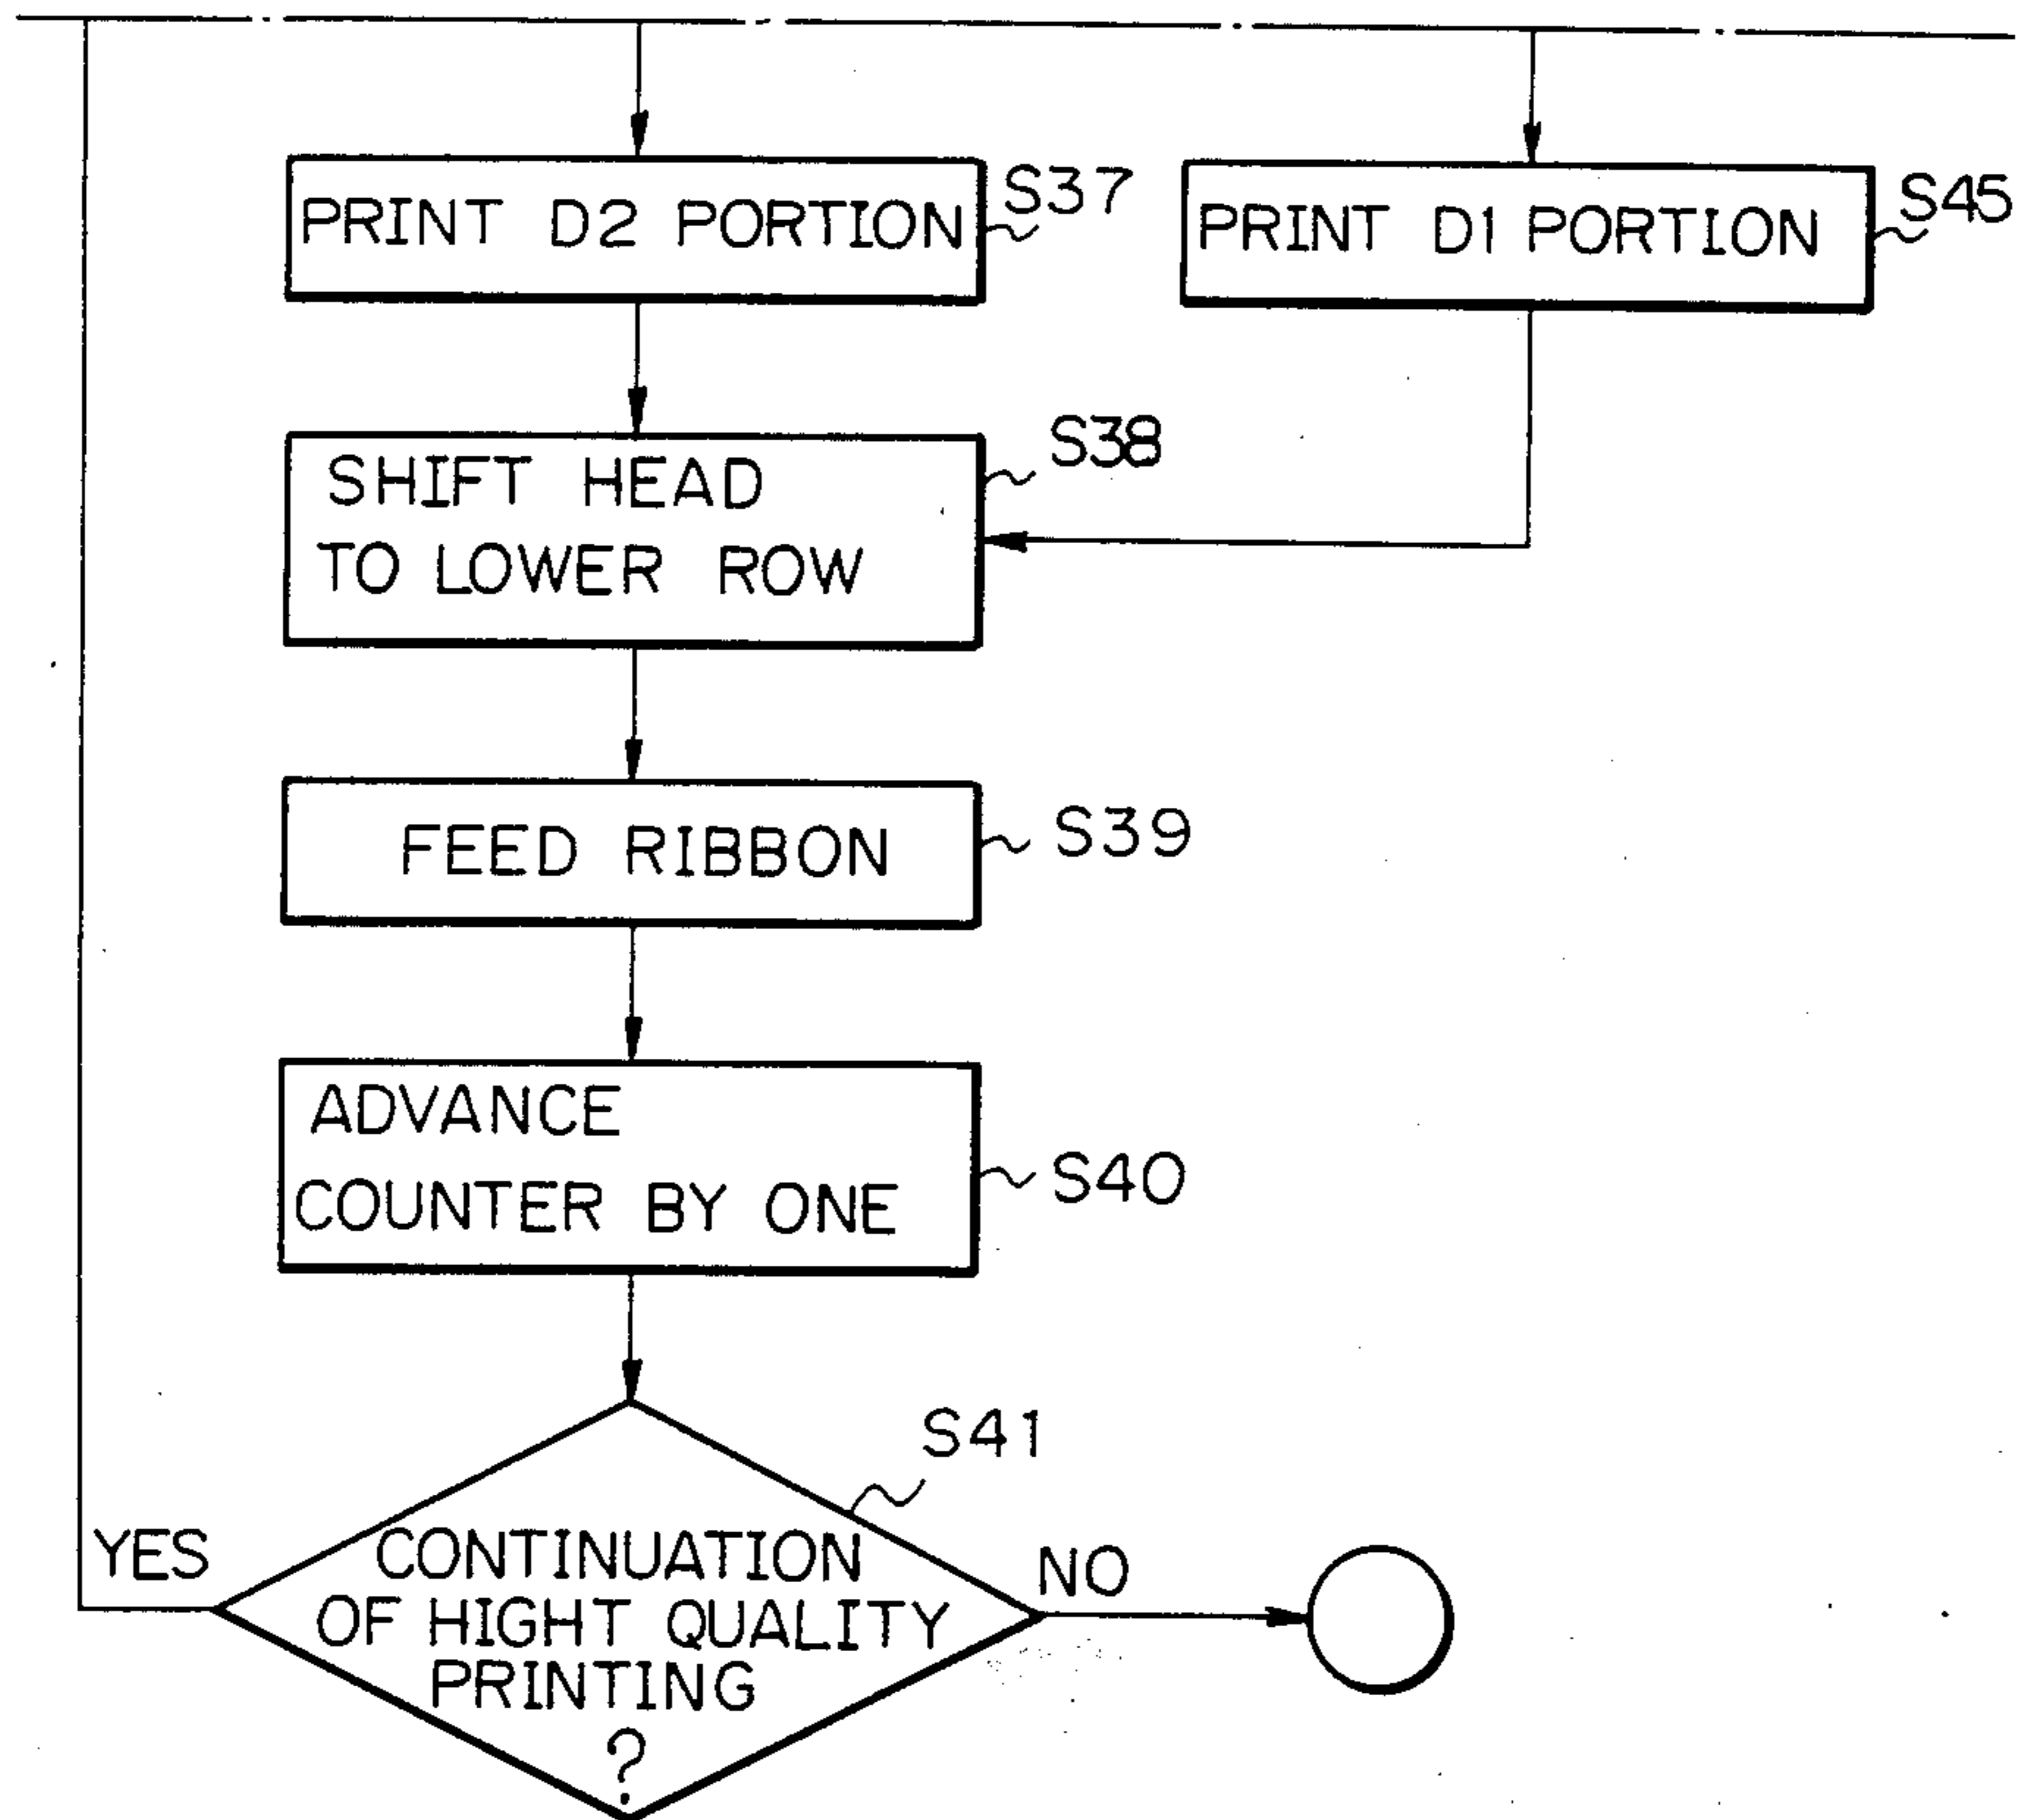 PRINT D2 PORTION
S37
PRINT D1 PORTION
S45
SHIFT HEAD
TO LOWER ROW
S38
FEED RIBBON
S39
ADVANCE
COUNTER BY ONE
S40
S41
CONTINUATION
OF HIGHT QUALITY
PRINTING
?
YES
NO